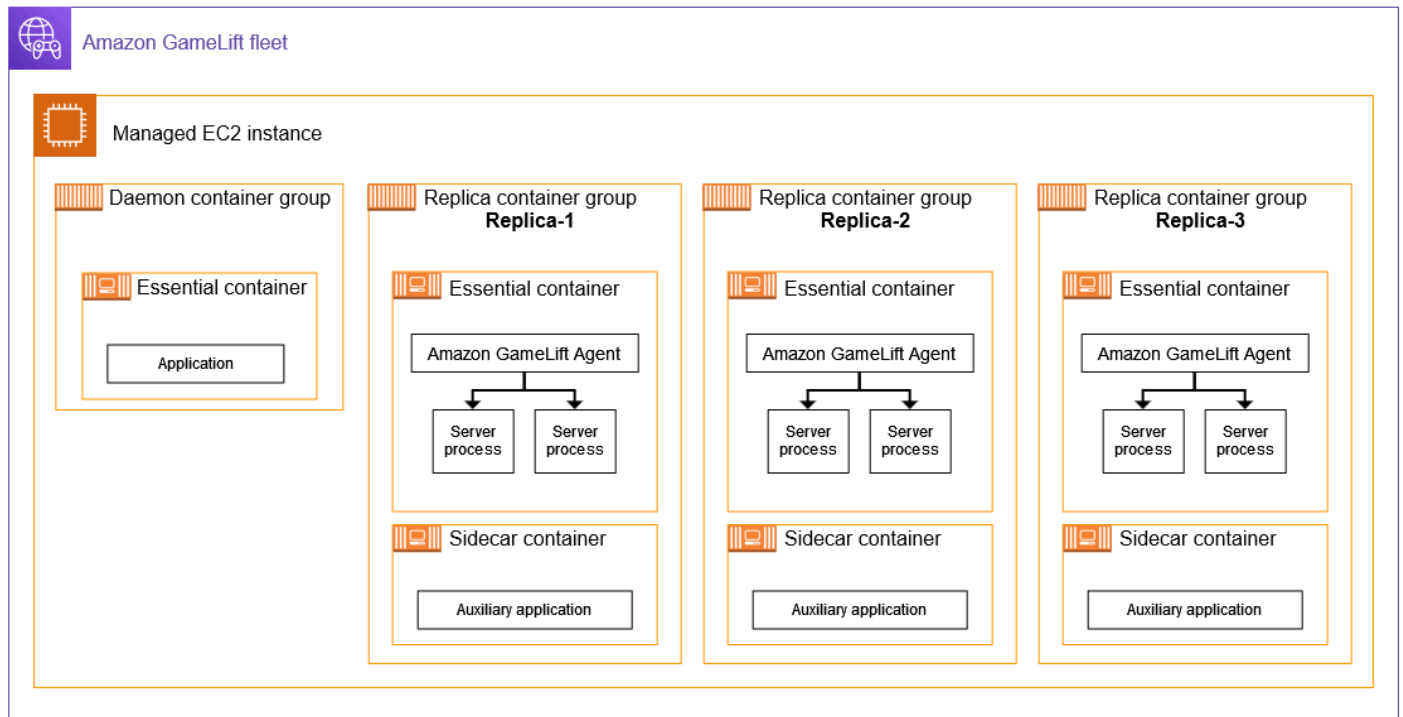 Amazon GameLift fleet
Managed EC2 instance
Daemon container group
Essential container
Application
Replica container group
Replica-1
Essential container
Amazon GameLift Agent
Server
process
Server
process
Sidecar container
Auxiliary application
Replica container group
Replica-2
Essential container
Amazon GameLift Agent
Server
process
Server
process
Sidecar container
Auxiliary application
Replica container group
Replica-3
Essential container
Amazon GameLift Agent
Server
process
Server
process
Sidecar container
Auxiliary application